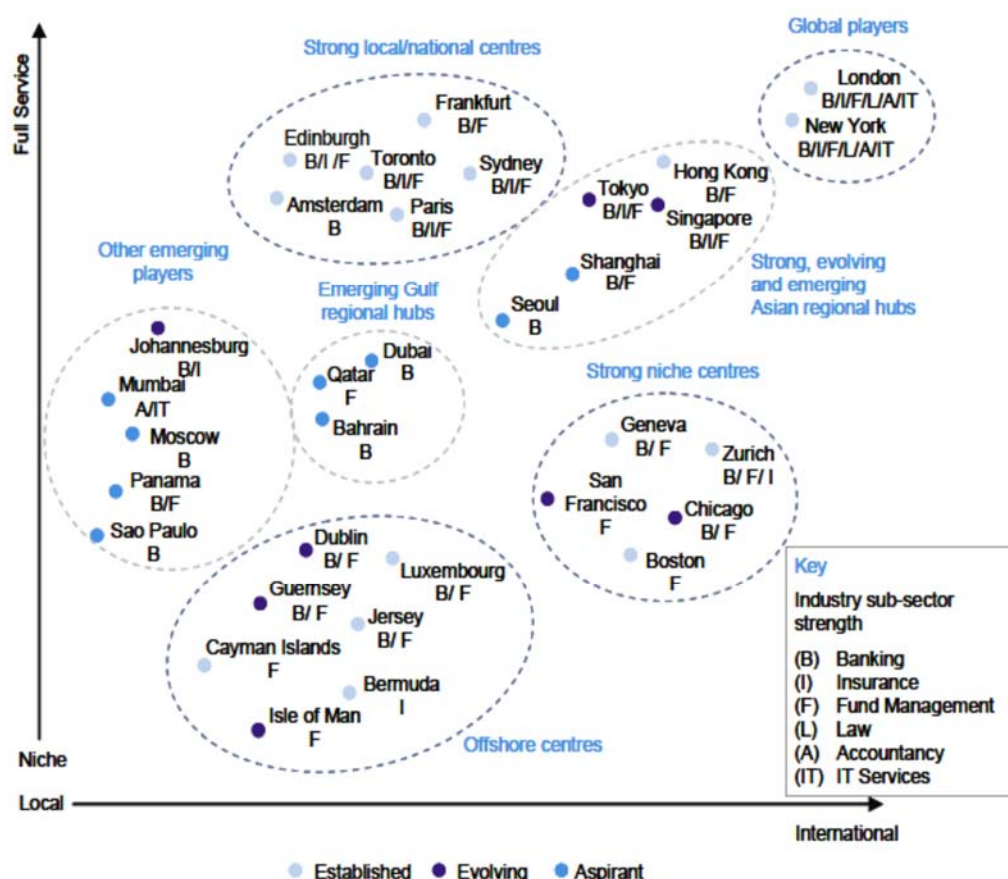 Full Service
Global players
London
B/I/F/L/A/IT
New York
B/I/F/L/A/IT
Strong local/national centres
Frankfurt
B/F
Edinburgh
B/I /F
Toronto
B/I/F
Sydney
B/I/F
Amsterdam
B
Paris
B/I/F
Hong Kong
B/F
Tokyo
B/I/F
Singapore
B/I/F
Shanghai
B/F
Seoul
B
Strong, evolving
and emerging
Asian regional hubs
Other emerging
players
Johannesburg
B/I
Mumbai
A/IT
Moscow
B
Panama
B/F
Sao Paulo
B
Emerging Gulf
regional hubs
Dubai
B
Qatar
F
Bahrain
B
Strong niche centres
Geneva
B/ F
Zurich
B/ F/ I
San
Francisco
F
Chicago
B/ F
Boston
F
Dublin
B/ F
Luxembourg
B/ F
Guernsey
B/ F
Jersey
B/ F
Cayman Islands
F
Bermuda
I
Isle of Man
F
Offshore centres
Key
Industry sub-sector
strength
(B) Banking
(I) Insurance
(F) Fund Management
(L) Law
(A) Accountancy
(IT) IT Services
Niche
Local
International
Established
Evolving
Aspirant